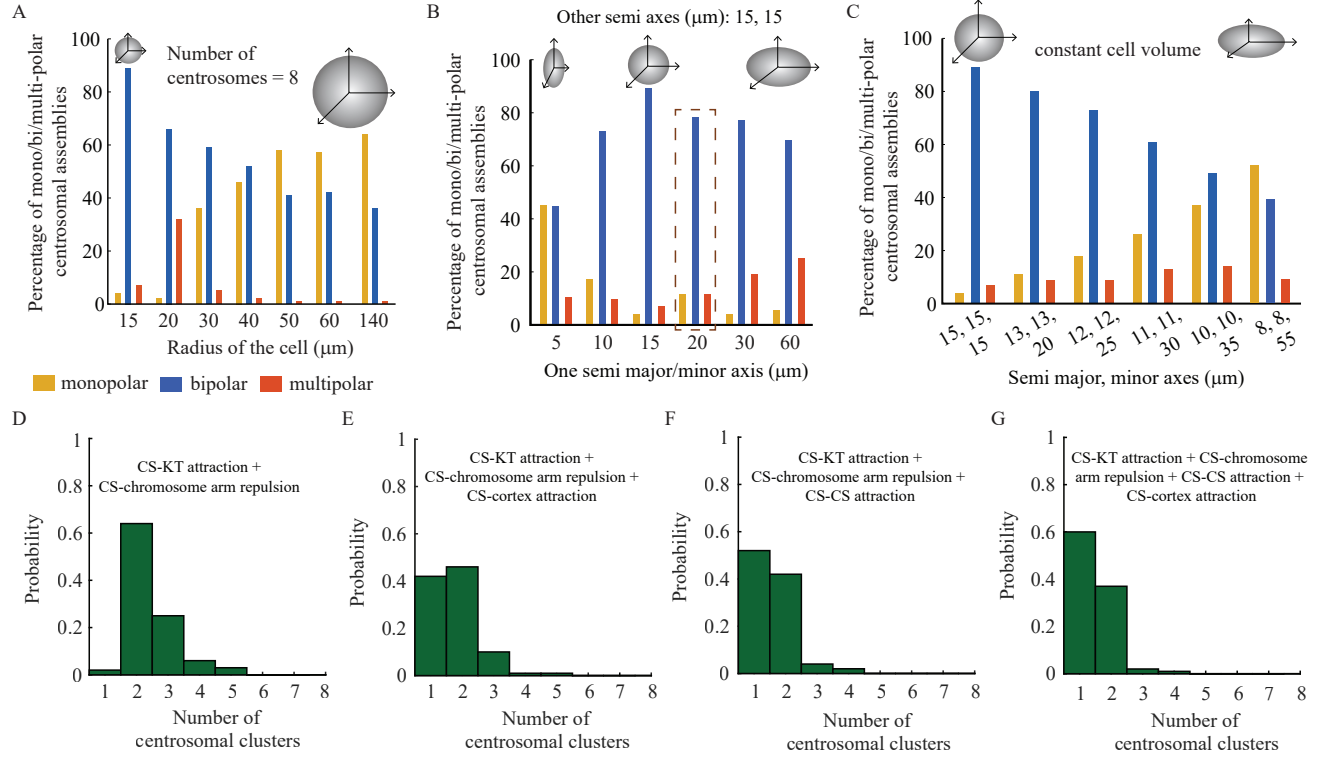 A
Number of
centrosomes = 8
Percentage of mono/bi/multi-polar
centrosomal assemblies
100
80
60
40
20
0
15 20 30 40 50 60 140
Radius of the cell (μm)
monopolar bipolar multipolar
B
Other semi axes (μm): 15, 15
Percentage of mono/bi/multi-polar
centrosomal assemblies
100
80
60
40
20
0
5 10 15 20 30 60
One semi major/minor axis (μm)
C
constant cell volume
Percentage of mono/bi/multi-polar
centrosomal assemblies
100
80
60
40
20
0
15, 15,
15
13, 13,
20
12, 12,
25
11, 11,
30
10, 10,
35
8, 8,
55
Semi major, minor axes (μm)
D
CS-KT attraction +
CS-chromosome arm repulsion
Probability
1
0.8
0.6
0.4
0.2
0
1 2 3 4 5 6 7 8
Number of
centrosomal clusters
E
CS-KT attraction +
CS-chromosome arm repulsion +
CS-cortex attraction
Probability
1
0.8
0.6
0.4
0.2
0
1 2 3 4 5 6 7 8
Number of
centrosomal clusters
F
CS-KT attraction +
CS-chromosome arm repulsion +
CS-CS attraction
Probability
1
0.8
0.6
0.4
0.2
0
1 2 3 4 5 6 7 8
Number of
centrosomal clusters
G
CS-KT attraction + CS-chromosome
arm repulsion + CS-CS attraction +
CS-cortex attraction
Probability
1
0.8
0.6
0.4
0.2
0
1 2 3 4 5 6 7 8
Number of
centrosomal clusters